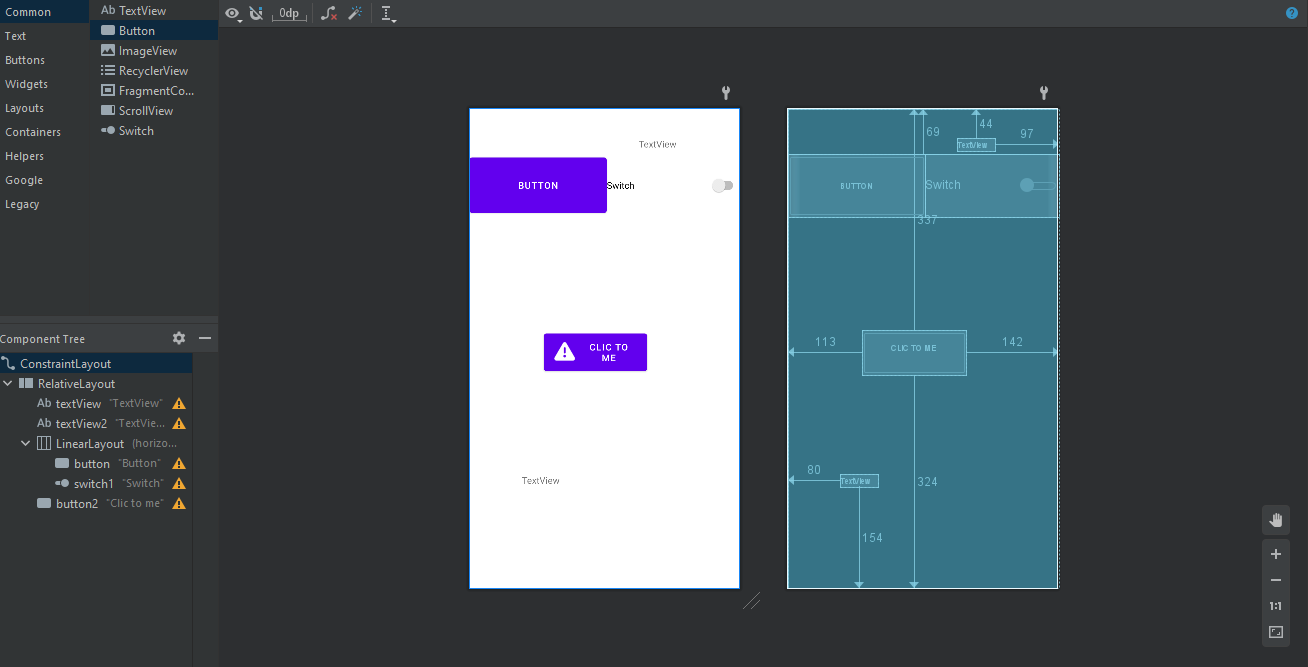 Common
Text
Buttons
Widgets
Layouts
Containers
Helpers
Google
Legacy
Ab TextView
Button
ImageView
RecyclerView
FragmentCo...
ScrollView
Switch
0dp
?
Component Tree
ConstraintLayout
RelativeLayout
Ab textView "TextView"
Ab textView2 "TextVie...
LinearLayout (horizo...
button "Button"
switch1 "Switch"
button2 "Clic to me"
TextView
BUTTON
Switch
CLIC TO
ME
TextView
69
44
97
TextView
BUTTON
Switch
337
113
CLIC TO ME
142
80
TextView
324
154
1:1